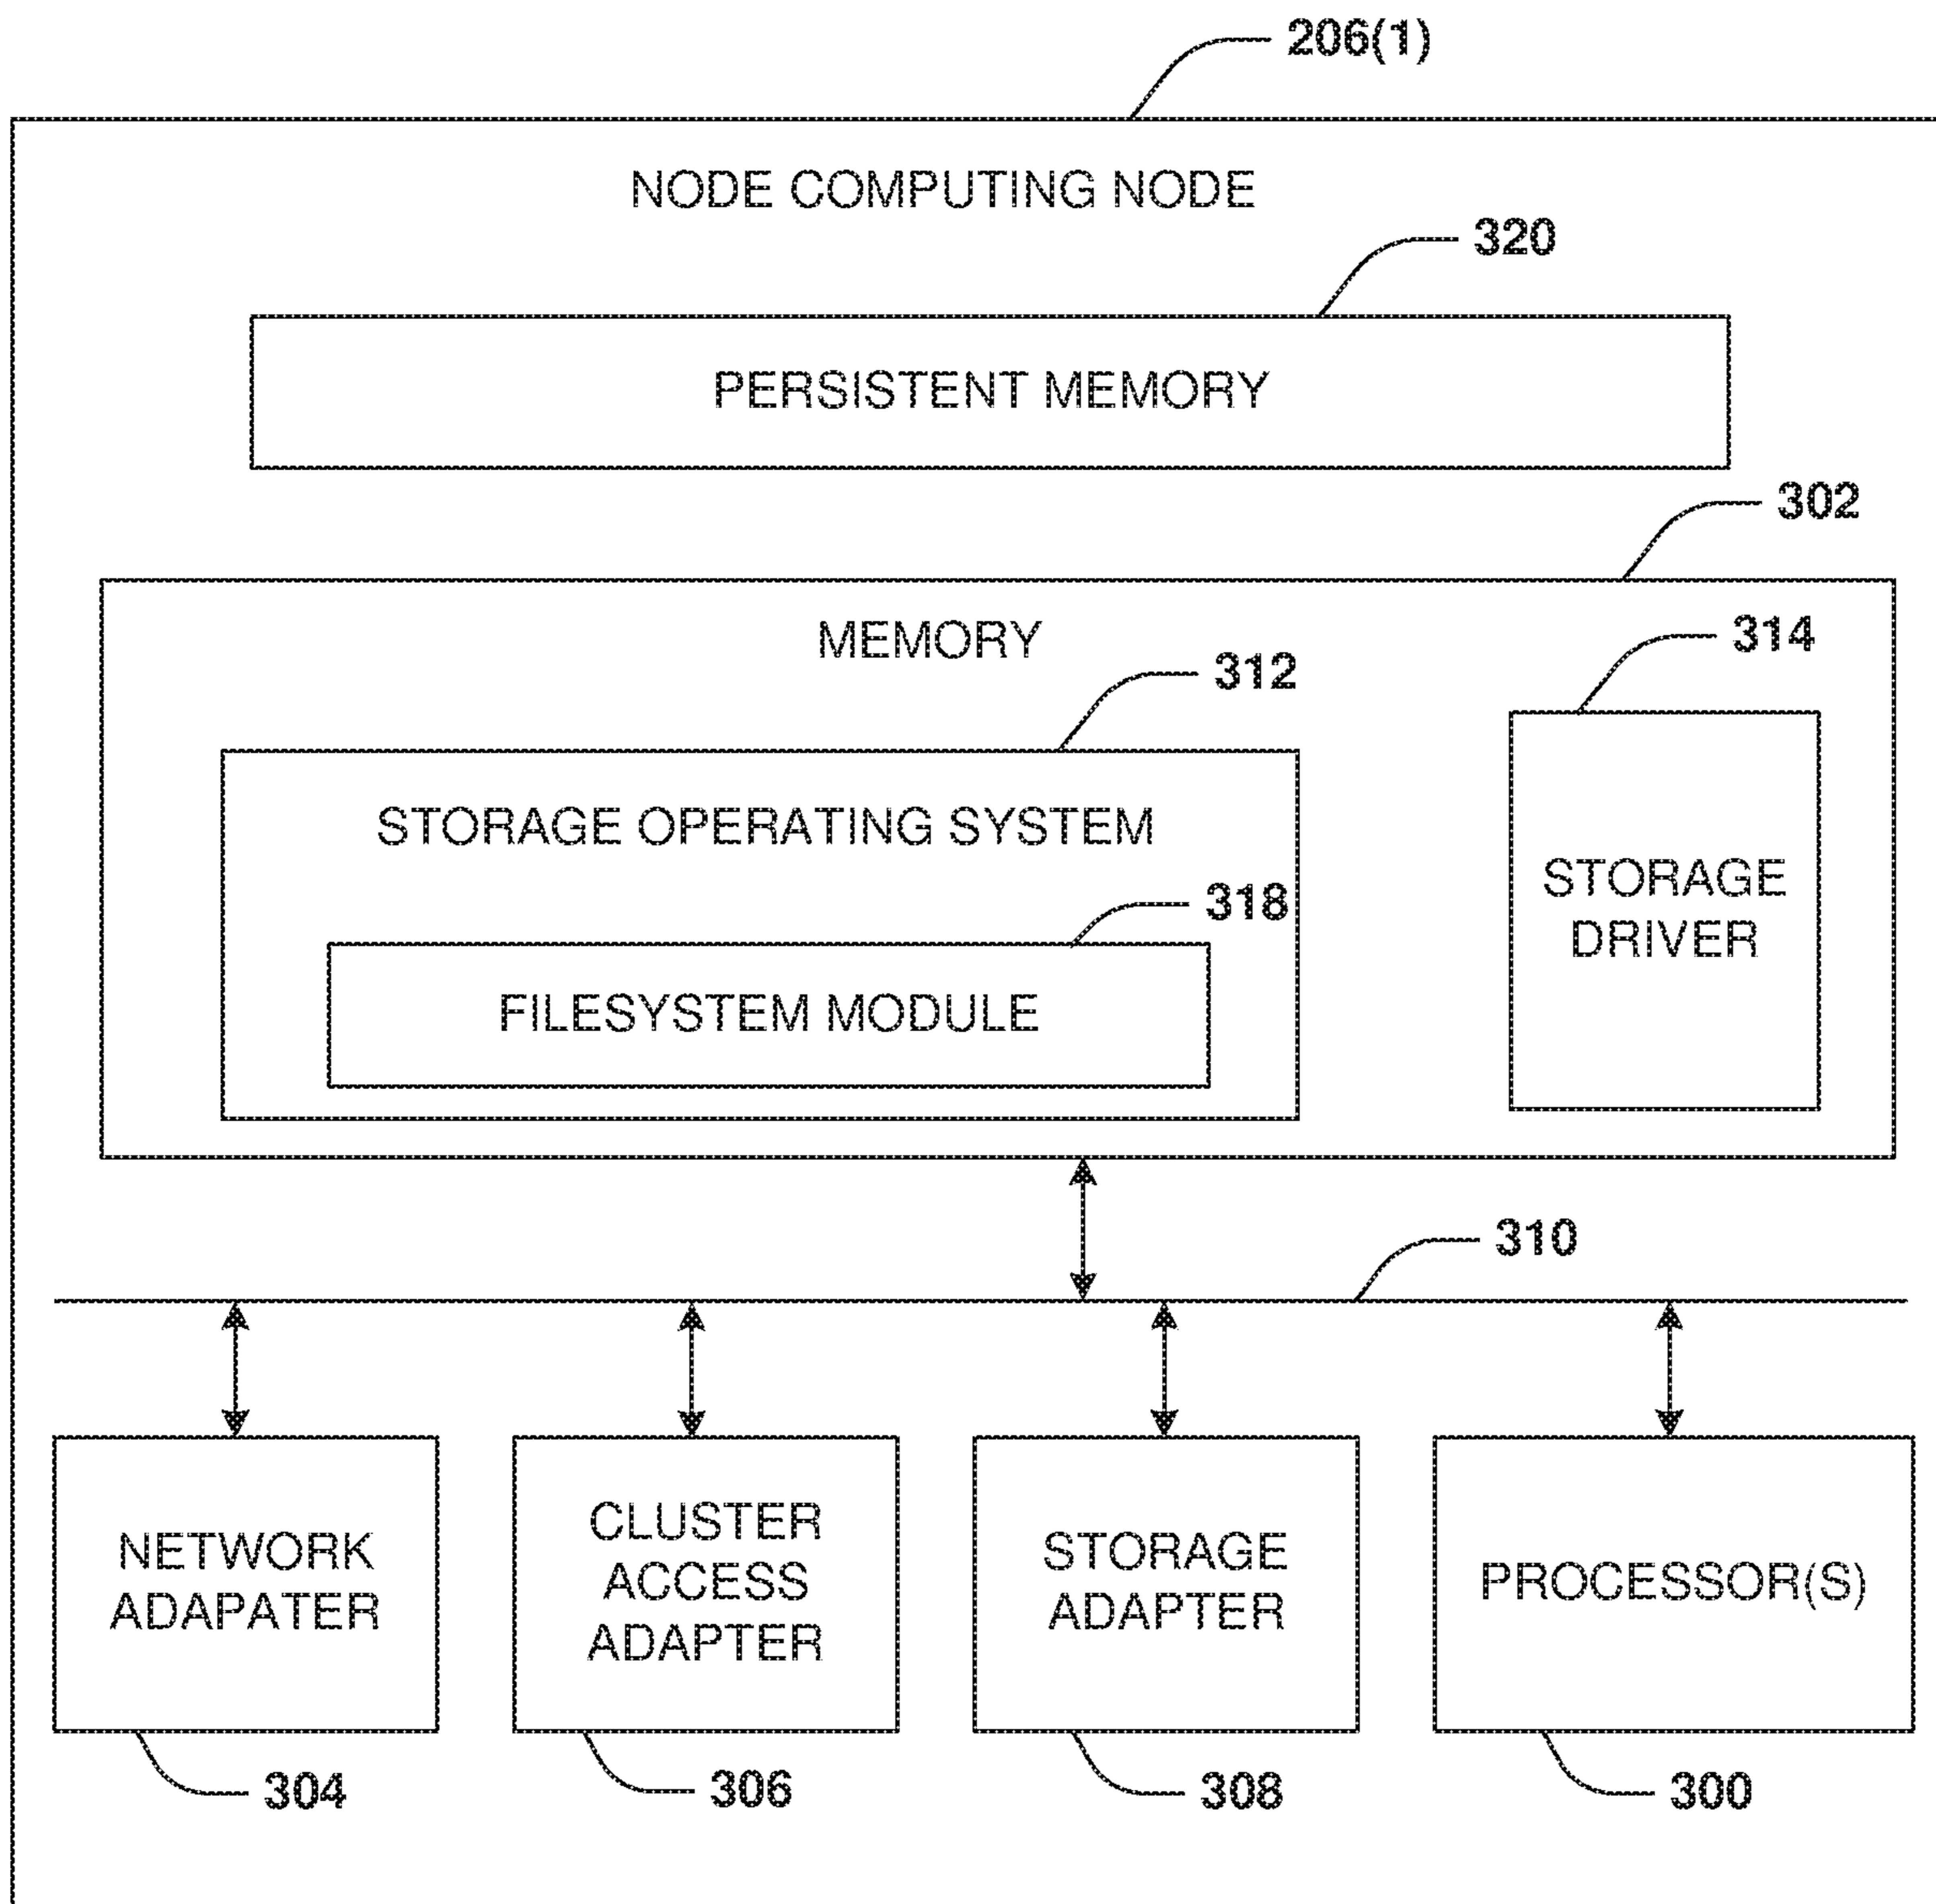 206(1)
NODE COMPUTING NODE
320
PERSISTENT MEMORY
302
MEMORY
314
312
STORAGE OPERATING SYSTEM
STORAGE
DRIVER
318
FILESYSTEM MODULE
310
NETWORK
ADAPATER
CLUSTER
ACCESS
ADAPTER
STORAGE
ADAPTER
PROCESSOR(S)
304
306
308
300